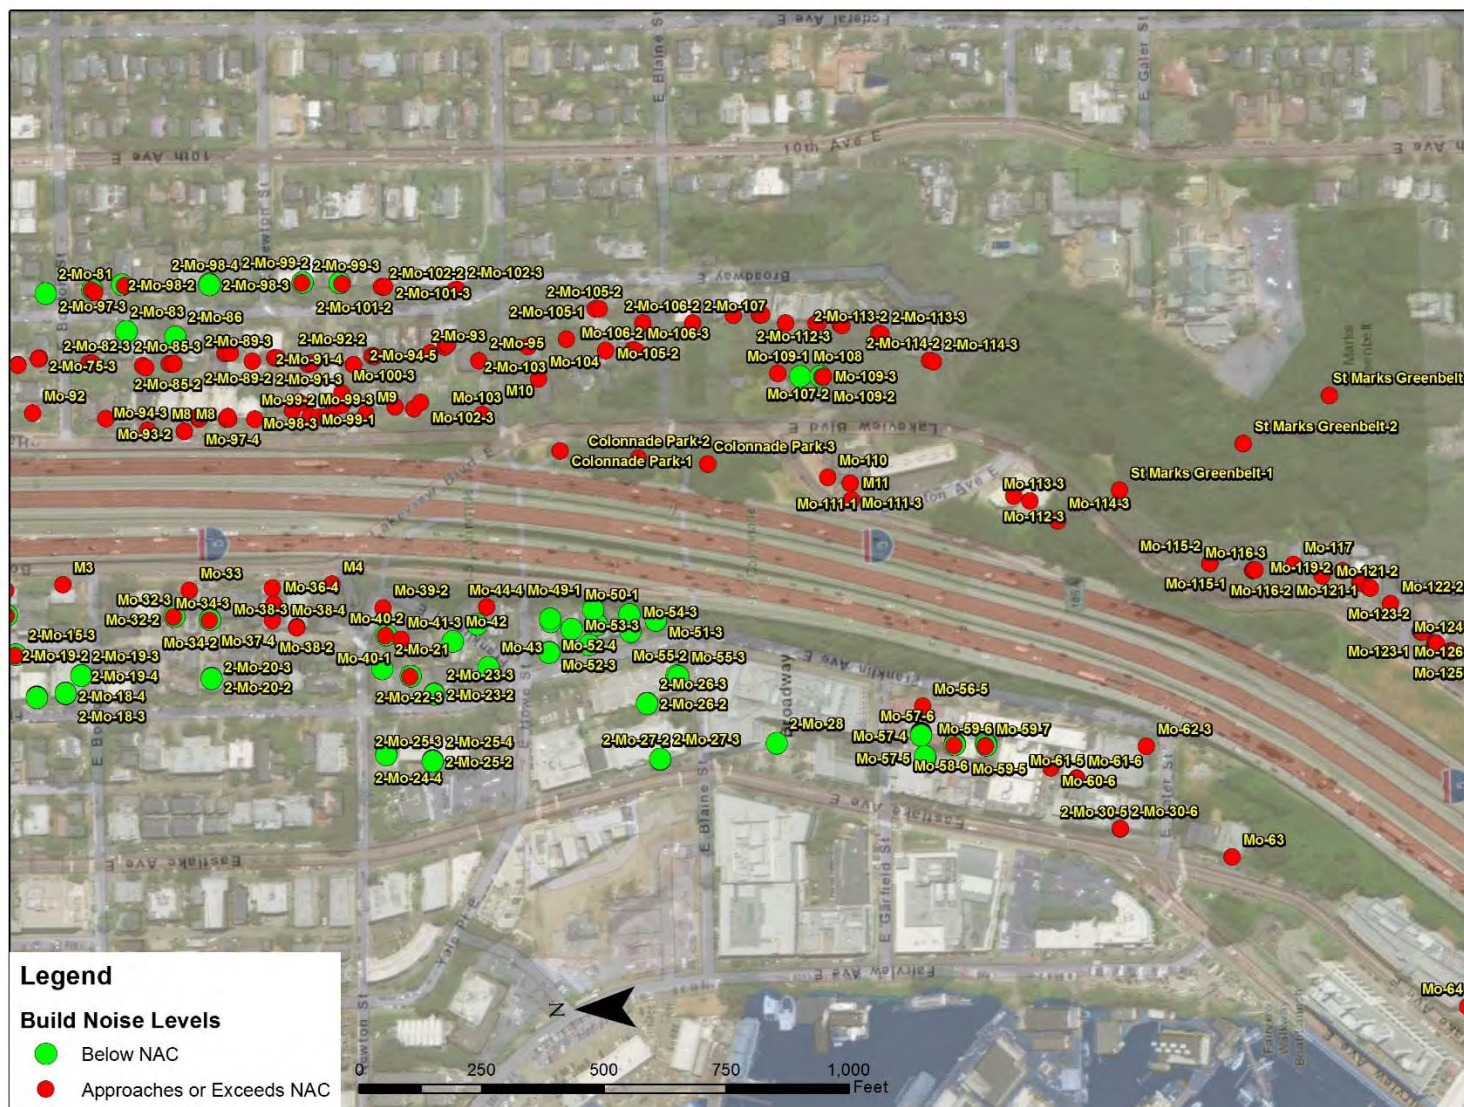 Federal Ave E
E Blaine St
E Galer St
10th Ave E
10th Ave E
Newton St
Broadway E
2-Mo-81
2-Mo-98-4
2-Mo-99-2
2-Mo-99-3
2-Mo-102-2
2-Mo-102-3
2-Mo-98-2
2-Mo-98-3
2-Mo-101-3
2-Mo-97-3
2-Mo-83
2-Mo-101-2
2-Mo-105-2
2-Mo-105-1
2-Mo-106-2
2-Mo-107
2-Mo-86
2-Mo-113-2
2-Mo-113-3
2-Mo-82-3
2-Mo-85-3
2-Mo-89-3
2-Mo-92-2
2-Mo-93
2-Mo-95
Mo-106-2
Mo-106-3
2-Mo-112-3
2-Mo-114-2
2-Mo-114-3
2-Mo-75-3
2-Mo-91-4
2-Mo-94-5
2-Mo-103
Mo-104
Mo-105-2
Mo-109-1
Mo-108
2-Mo-85-2
2-Mo-89-2
2-Mo-91-3
Mo-100-3
M10
Mo-109-3
Mo-107-2
Mo-109-2
St Marks Greenbelt
Mo-92
Mo-94-3
M8
M8
Mo-99-2
Mo-99-3
M9
Mo-103
Mo-93-2
Mo-97-4
Mo-98-3
Mo-99-1
Mo-102-3
Lakeview Blvd E
St Marks Greenbelt-2
Colonnade Park-2
Colonnade Park-3
Colonnade Park-1
Mo-110
M11
St Marks Greenbelt-1
Mo-111-1
Mo-111-3
Mo-113-3
Mo-112-3
Mo-114-3
Lakeview Blvd E
5
5
Mo-115-2
Mo-116-3
Mo-117
Mo-119-2
Mo-121-2
Mo-115-1
Mo-116-2
Mo-121-1
Mo-122-2
Mo-123-2
Mo-124
Mo-123-1
Mo-126
Mo-125
M3
Mo-33
Mo-36-4
M4
Mo-32-3
Mo-34-3
Mo-38-3
Mo-38-4
Mo-39-2
Mo-44-4
Mo-49-1
Mo-50-1
Mo-32-2
Mo-34-2
Mo-37-4
Mo-38-2
Mo-40-2
Mo-41-3
Mo-42
Mo-54-3
Mo-53-3
Mo-51-3
2-Mo-15-3
Mo-40-1
2-Mo-21
Mo-43
Mo-52-4
Mo-52-3
2-Mo-19-2
2-Mo-19-3
2-Mo-19-4
2-Mo-20-3
2-Mo-20-2
2-Mo-23-3
2-Mo-23-2
2-Mo-22-3
Mo-55-2
Mo-55-3
2-Mo-26-3
2-Mo-26-2
2-Mo-18-4
2-Mo-18-3
E Howe St
Broadway
Franklin Ave E
Mo-56-5
Mo-57-6
Mo-57-4
Mo-57-5
Mo-59-6
Mo-59-7
Mo-58-6
Mo-59-5
Mo-62-3
Mo-61-5
Mo-61-6
Mo-60-6
2-Mo-28
2-Mo-27-2
2-Mo-27-3
2-Mo-25-3
2-Mo-25-4
2-Mo-25-2
2-Mo-24-4
2-Mo-30-5
2-Mo-30-6
Mo-63
E Blaine St
Eastlake Ave E
Eastlake Ave E
E Garfield St
Yale Pl E
Fairview Ave E
Newton St
Mo-64
N
Legend
Build Noise Levels
Below NAC
Approaches or Exceeds NAC
0 250 500 750 1,000
Feet